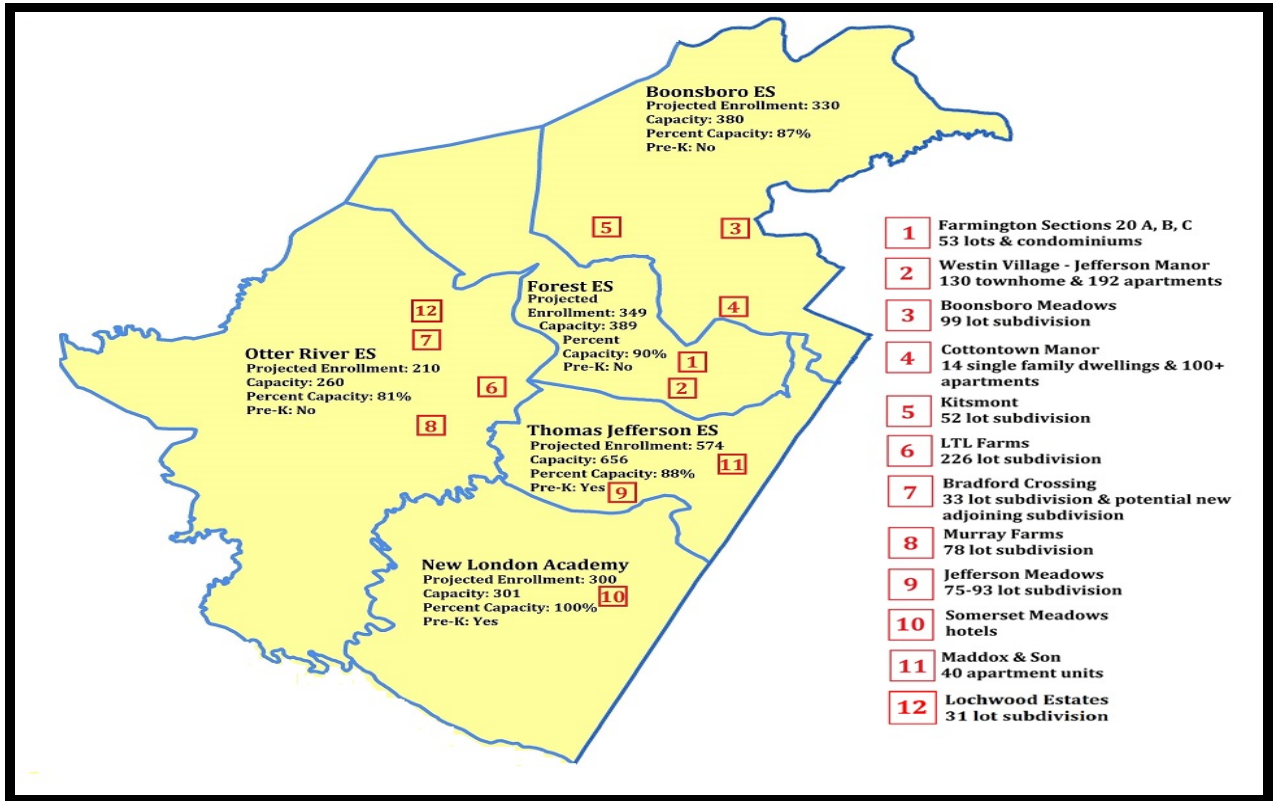 Boonsboro ES
Projected Enrollment: 330
Capacity: 380
Percent Capacity: 87%
Pre-K: No
5
3
Forest ES
Projected
Enrollment: 349
Capacity: 389
Percent
Capacity: 90%
Pre-K: No
4
1
2
12
7
Otter River ES
Projected Enrollment: 210
Capacity: 260
Percent Capacity: 81%
Pre-K: No
6
8
Thomas Jefferson ES
Projected Enrollment: 574
Capacity: 656
Percent Capacity: 88%
Pre-K: Yes
11
9
New London Academy
Projected Enrollment: 300
Capacity: 301
Percent Capacity: 100%
Pre-K: Yes
10
1 Farmington Sections 20 A, B, C
53 lots & condominiums
2 Westin Village - Jefferson Manor
130 townhome & 192 apartments
3 Boonsboro Meadows
99 lot subdivision
4 Cottontown Manor
14 single family dwellings & 100+
apartments
5 Kitsmont
52 lot subdivision
6 LTL Farms
226 lot subdivision
7 Bradford Crossing
33 lot subdivision & potential new
adjoining subdivision
8 Murray Farms
78 lot subdivision
9 Jefferson Meadows
75-93 lot subdivision
10 Somerset Meadows
hotels
11 Maddox & Son
40 apartment units
12 Lochwood Estates
31 lot subdivision